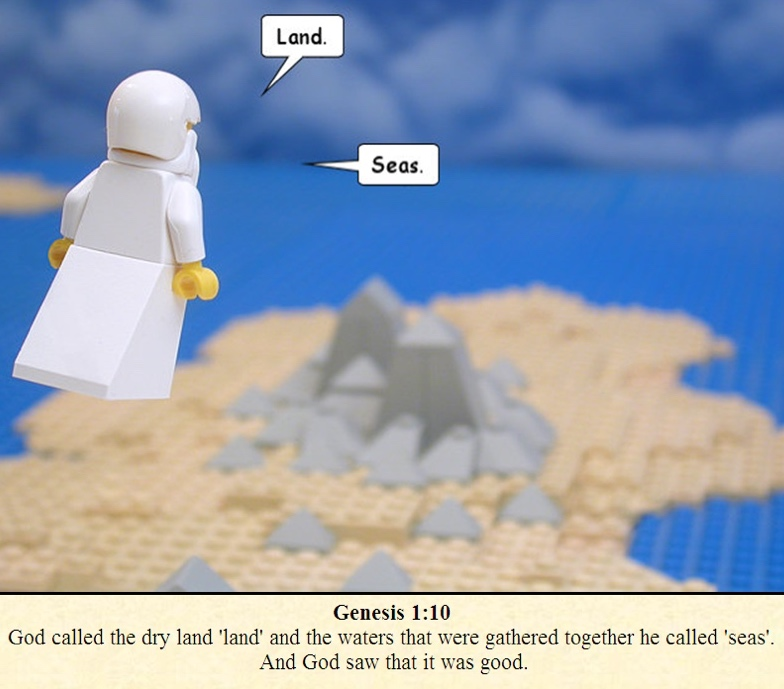 Land.
Seas.
Genesis 1:10
God called the dry land 'land' and the waters that were gathered together he called 'seas'.
And God saw that it was good.